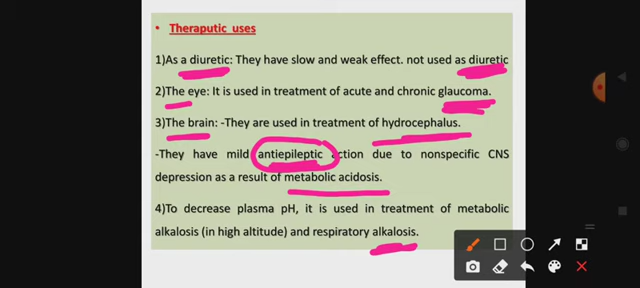 • Theraputic uses
1)As a diuretic: They have slow and weak effect. not used as diuretic
2)The eye: It is used in treatment of acute and chronic glaucoma.
3)The brain: -They are used in treatment of hydrocephalus.
-They have mild antiepileptic action due to nonspecific CNS
depression as a result of metabolic acidosis.
4)To decrease plasma pH, it is used in treatment of metabolic
alkalosis (in high altitude) and respiratory alkalosis.